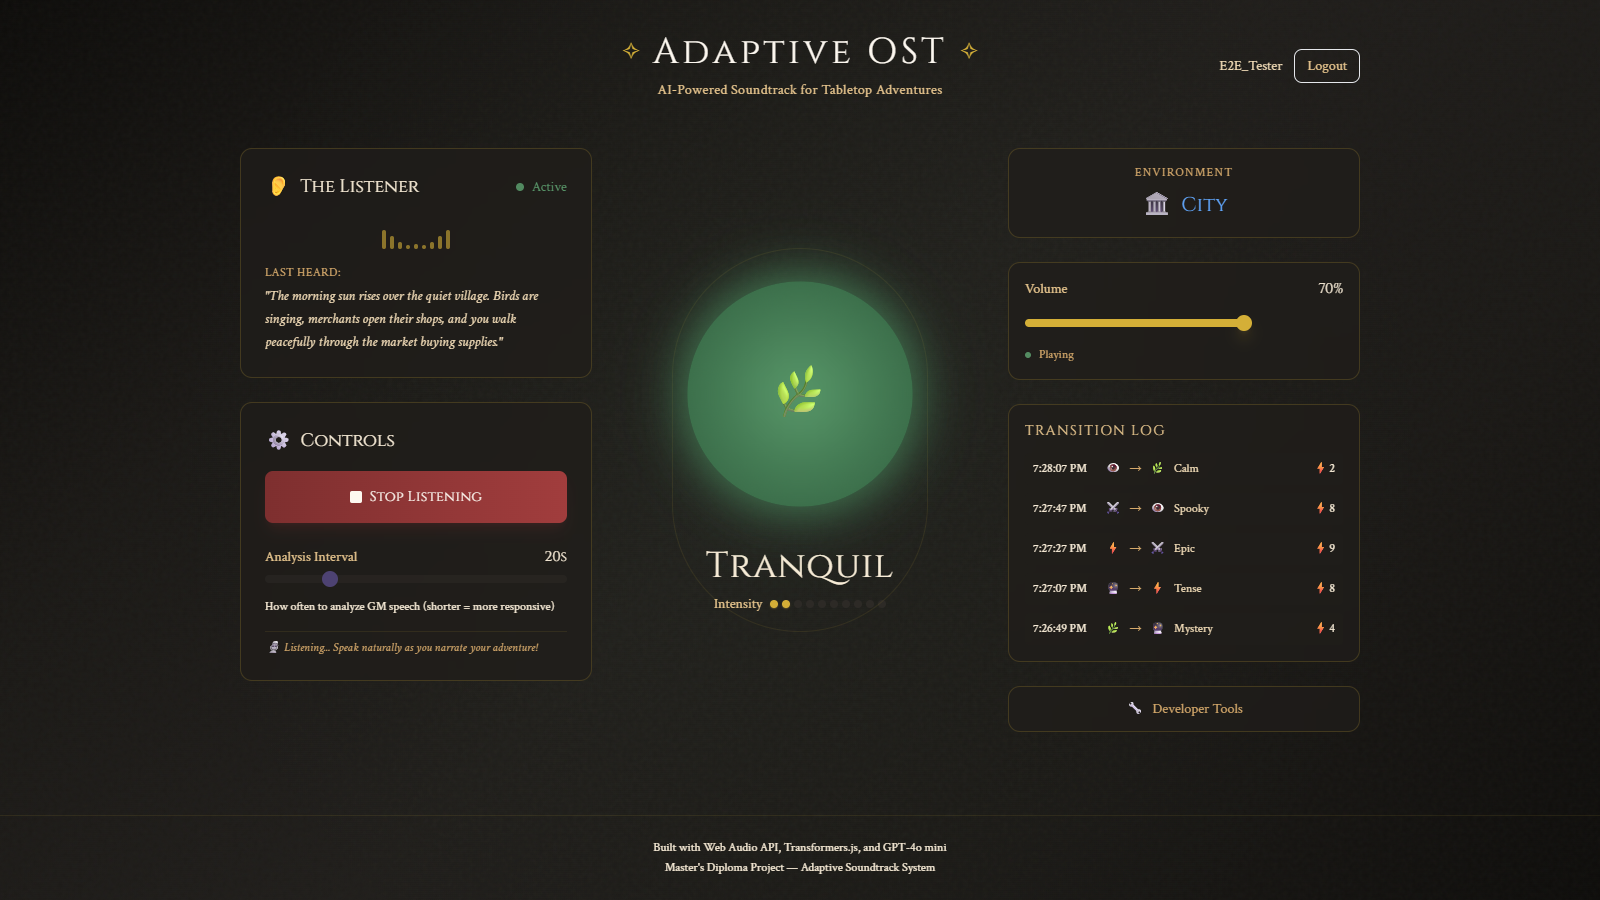 Adaptive OST
AI-Powered Soundtrack for Tabletop Adventures
E2E_Tester
Logout
The Listener
Active
LAST HEARD:
"The morning sun rises over the quiet village. Birds are
singing, merchants open their shops, and you walk
peacefully through the market buying supplies."
Controls
Stop Listening
Analysis Interval 20s
How often to analyze GM speech (shorter = more responsive)
Listening... Speak naturally as you narrate your adventure!
Tranquil
Intensity
ENVIRONMENT
City
Volume 70%
Playing
TRANSITION LOG
7:28:07 PM → Calm 2
7:27:47 PM → Spooky 8
7:27:27 PM → Epic 9
7:27:07 PM → Tense 8
7:26:49 PM → Mystery 4
Developer Tools
Built with Web Audio API, Transformers.js, and GPT-4o mini
Master's Diploma Project — Adaptive Soundtrack System